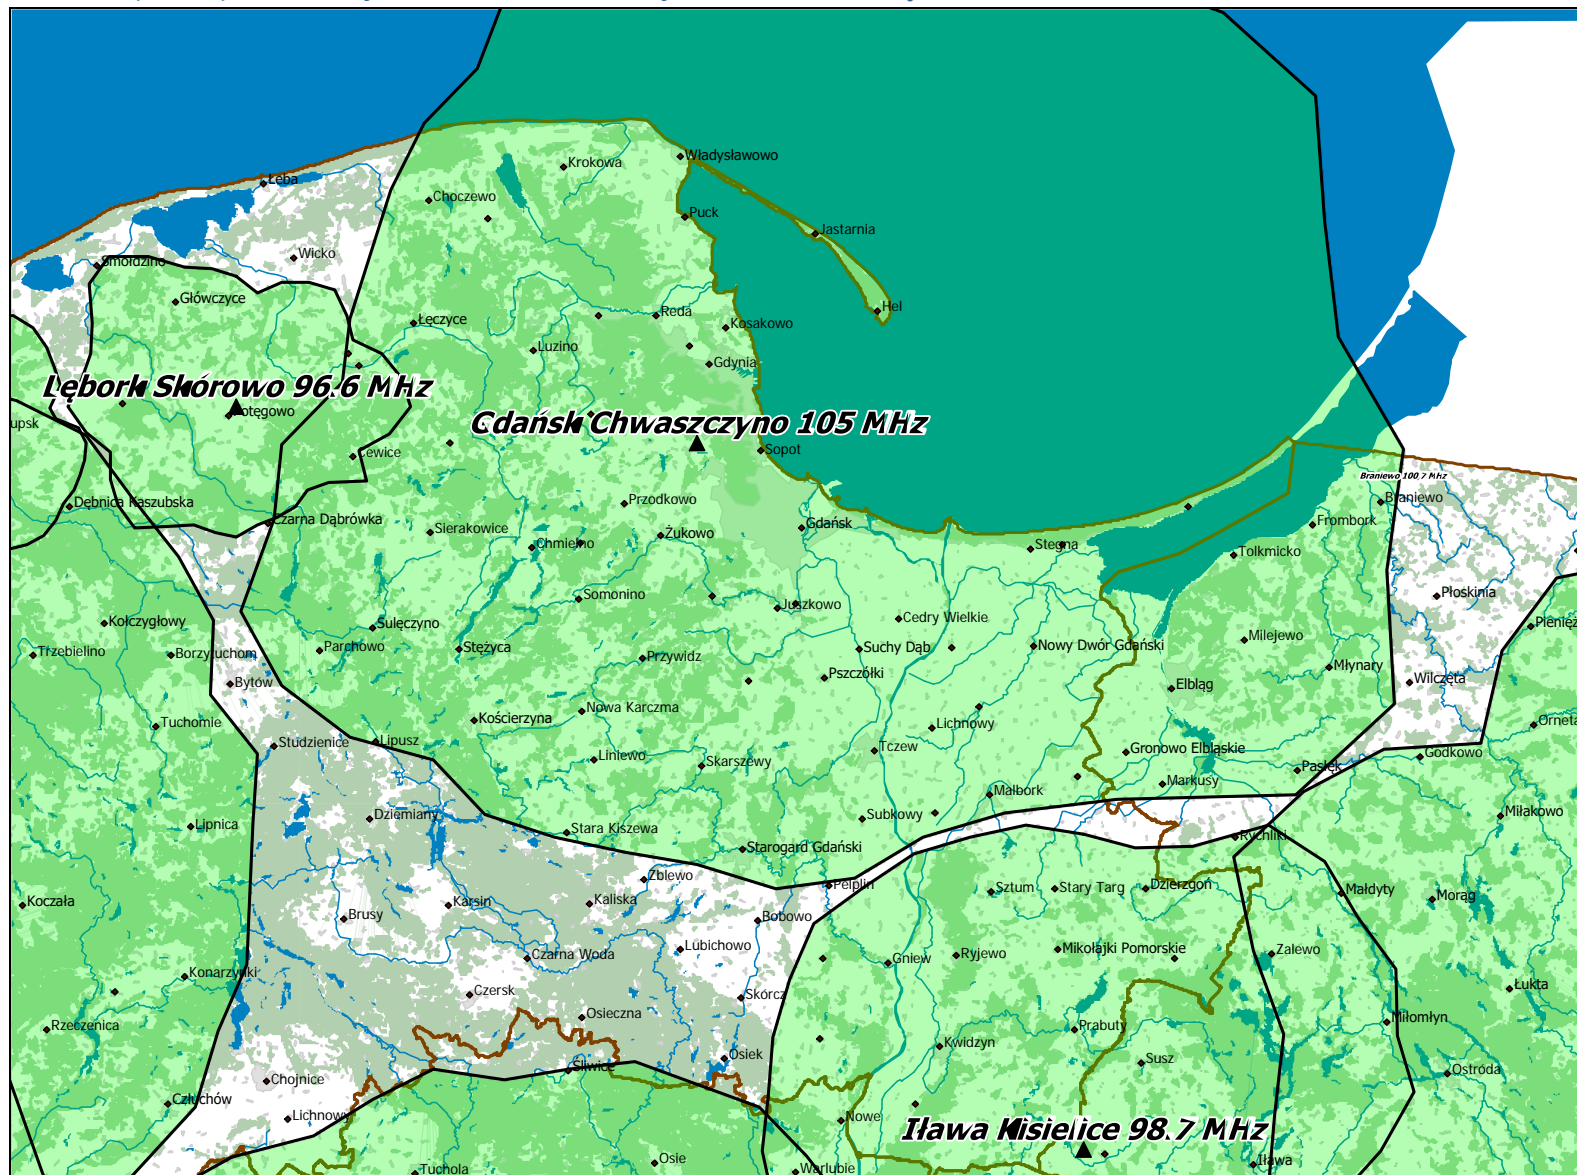 Krokowa
Władysławowo
Łeba
Choczewo
Puck
Jastarnia
Wicko
Smołdzino
Główczyce
Hel
Łęczyce
Reda
Kosakowo
Luzino
Gdynia
Lębork Skórowo 96.6 MHz
Potęgowo
Gdańsk Chwaszczyno 105 MHz
upsk
Cewice
Sopot
Braniewo 100,7 MHz
Dębnica Kaszubska
Przodkowo
Braniewo
Czarna Dąbrówka
Sierakowice
Gdańsk
Frombork
Żukowo
Chmielno
Stegna
Tolkmicko
Somonino
Juszkowo
Płoskinia
Kołczygłowy
Sulęczyno
Cedry Wielkie
Pienięż
Trzebielino
Borzytuchom
Parchowo
Stężyca
Przywidz
Suchy Dąb
Nowy Dwór Gdański
Milejewo
Młynary
Bytów
Pszczółki
Elbląg
Wilczęta
Tuchomie
Kościerzyna
Nowa Karczma
Lichnowy
Orneta
Studzienice
Lipusz
Liniewo
Skarszewy
Tczew
Gronowo Elbląskie
Godkowo
Pasłęk
Markusy
Malbork
Lipnica
Dziemiany
Subkowy
Miłakowo
Stara Kiszewa
Rychliki
Starogard Gdański
Zblewo
Pelplin
Sztum
Stary Targ
Dzierzgoń
Małdyty
Morąg
Koczała
Brusy
Karsin
Kaliska
Bobowo
Lubichowo
Czarna Woda
Gniew
Ryjewo
Mikołajki Pomorskie
Zalewo
Konarzynki
Czersk
Skórcz
Łukta
Rzeczenica
Osieczna
Prabuty
Miłomłyn
Kwidzyn
Osiek
Susz
Śliwice
Ostróda
Chojnice
Człuchów
Lichnowy
Nowe
Iława Kisielice 98.7 MHz
Osie
Tuchola
Warlubie
Iława